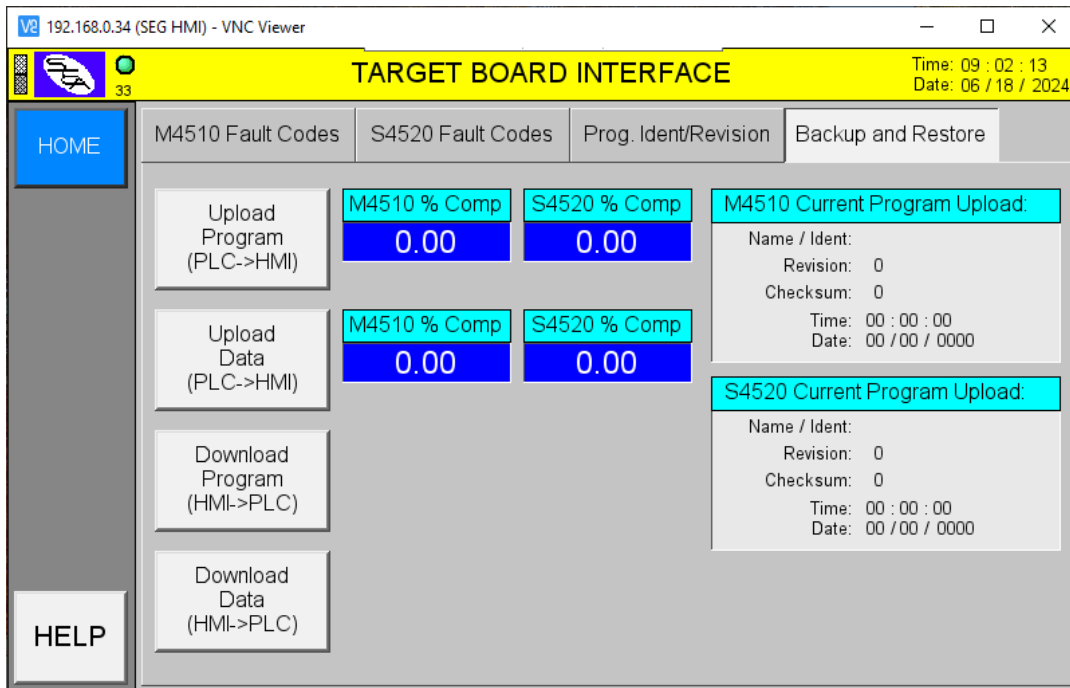 192.168.0.34 (SEG HMI) - VNC Viewer
33
TARGET BOARD INTERFACE
Time: 09 : 02 : 13
Date: 06 / 18 / 2024
HOME
M4510 Fault Codes
S4520 Fault Codes
Prog. Ident/Revision
Backup and Restore
Upload
Program
(PLC->HMI)
M4510 % Comp
S4520 % Comp
0.00
0.00
Upload
Data
(PLC->HMI)
M4510 % Comp
S4520 % Comp
0.00
0.00
Download
Program
(HMI->PLC)
Download
Data
(HMI->PLC)
M4510 Current Program Upload:
Name / Ident:
Revision: 0
Checksum: 0
Time: 00 : 00 : 00
Date: 00 / 00 / 0000
S4520 Current Program Upload:
Name / Ident:
Revision: 0
Checksum: 0
Time: 00 : 00 : 00
Date: 00 / 00 / 0000
HELP